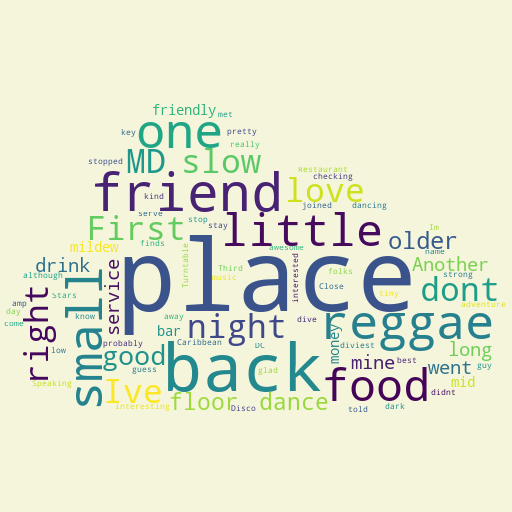 friendly met
key one pretty
stopped MD slow really
Restaurant
kind friend love checking
serve First stop joined dancing
stay little Im
mildew finds older name
drink service Turntable awesome interested folks Another strong
although Third music place Close tiny dont
amp Stars
day right small know away night reggae adventure
come bar Caribbean dive money
low probably good DC diviest mine best long
guess back glad went guy
Speaking Ive food mid didnt
interesting floor Disco dance told dark